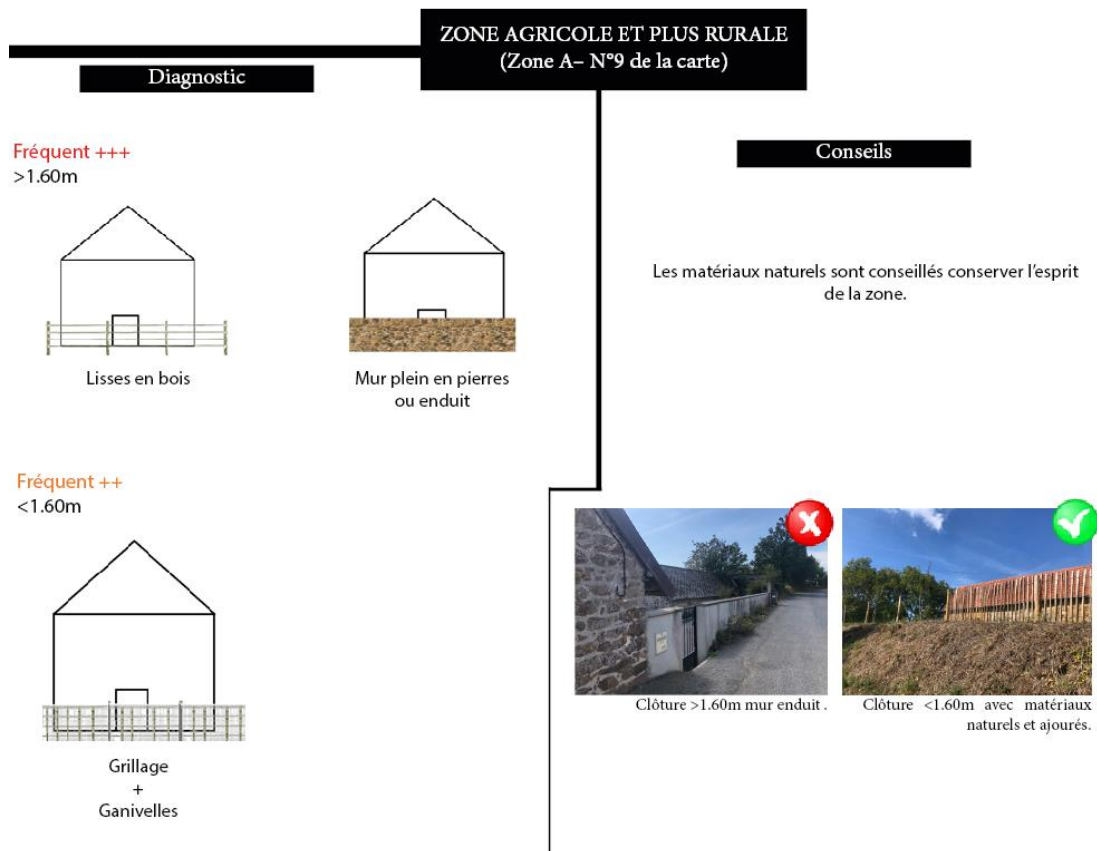 ZONE AGRICOLE ET PLUS RURALE
(Zone A– N°9 de la carte)
Diagnostic
Fréquent +++
>1.60m
Lisses en bois
Mur plein en pierres
ou enduit
Fréquent ++
<1.60m
Grillage
+
Ganivelles
Conseils
Les matériaux naturels sont conseillés conserver l’esprit
de la zone.
Clôture >1.60m mur enduit .
Clôture <1.60m avec matériaux
naturels et ajourés.